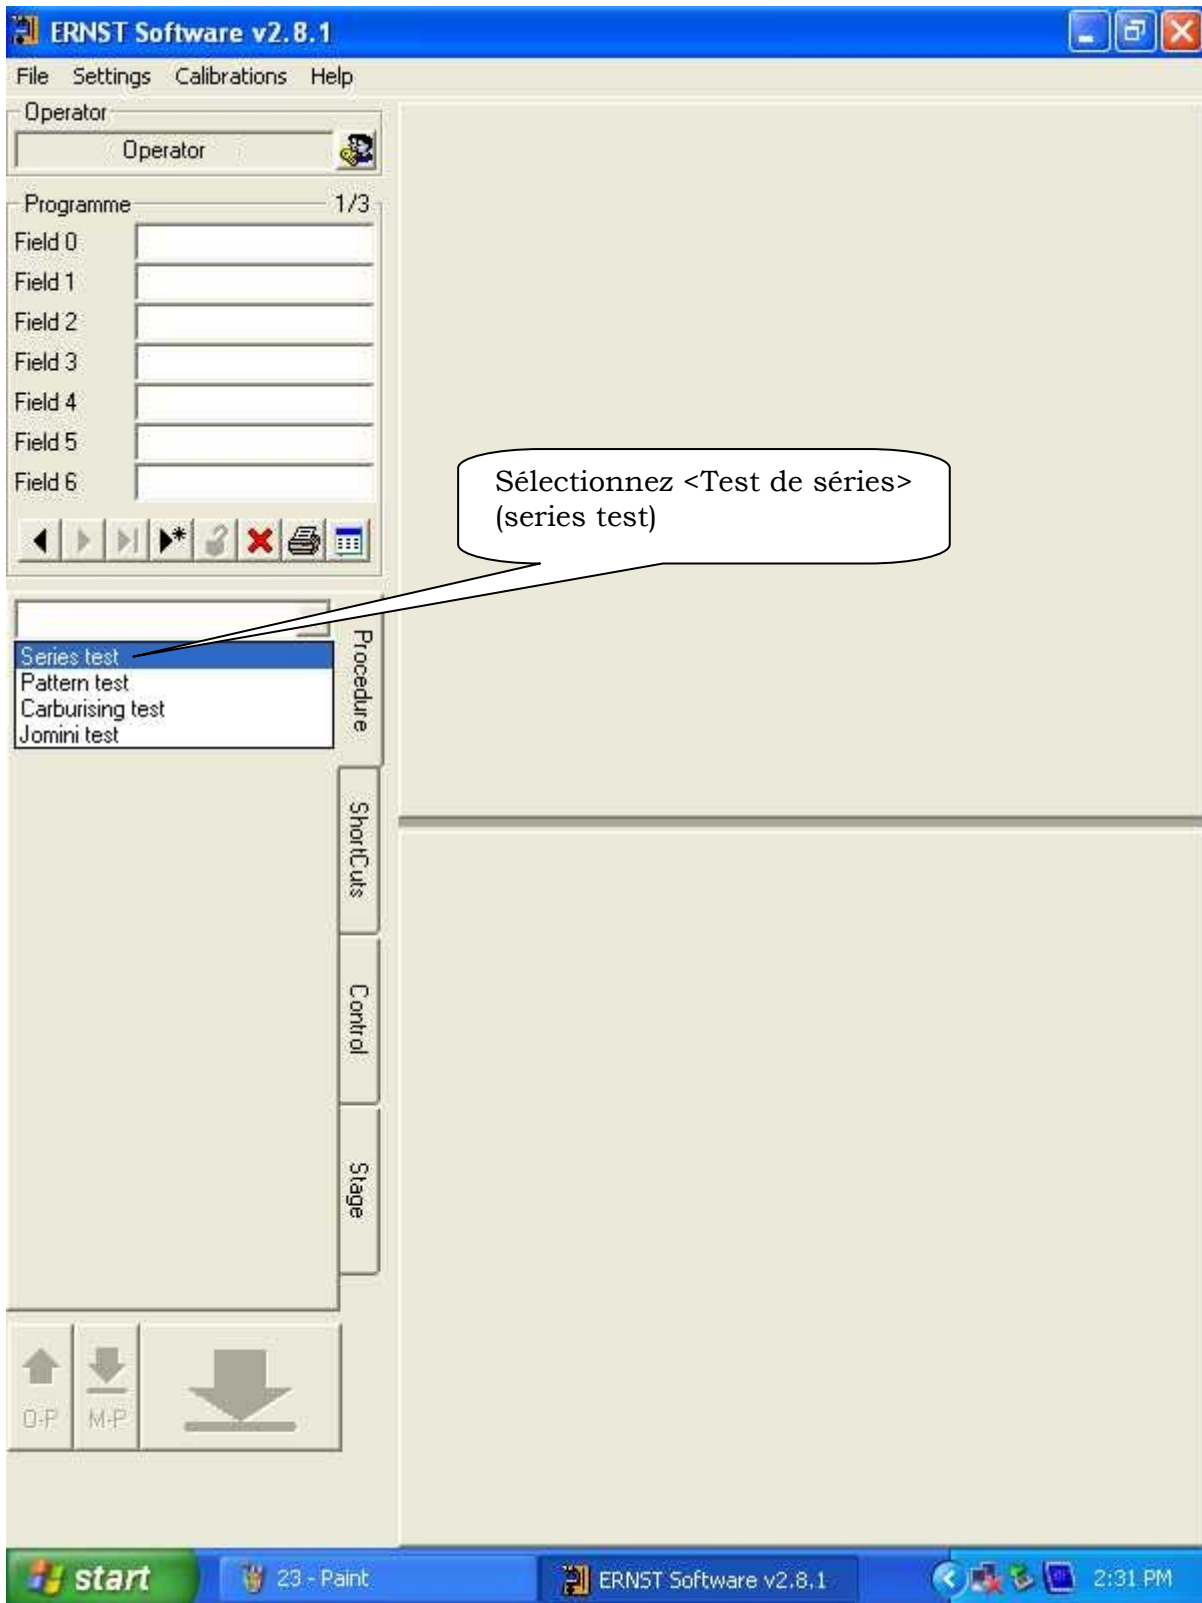 ERNST Software v2.8.1
File Settings Calibrations Help
Operator
Operator
Programme 1/3
Field 0
Field 1
Field 2
Field 3
Field 4
Field 5
Field 6
Sélectionnez <Test de séries>
(series test)
Series test
Pattern test
Carburising test
Jomini test
Procedure
ShortCuts
Control
Stage
O-P M-P
start 23 - Paint ERNST Software v2.8.1 2:31 PM